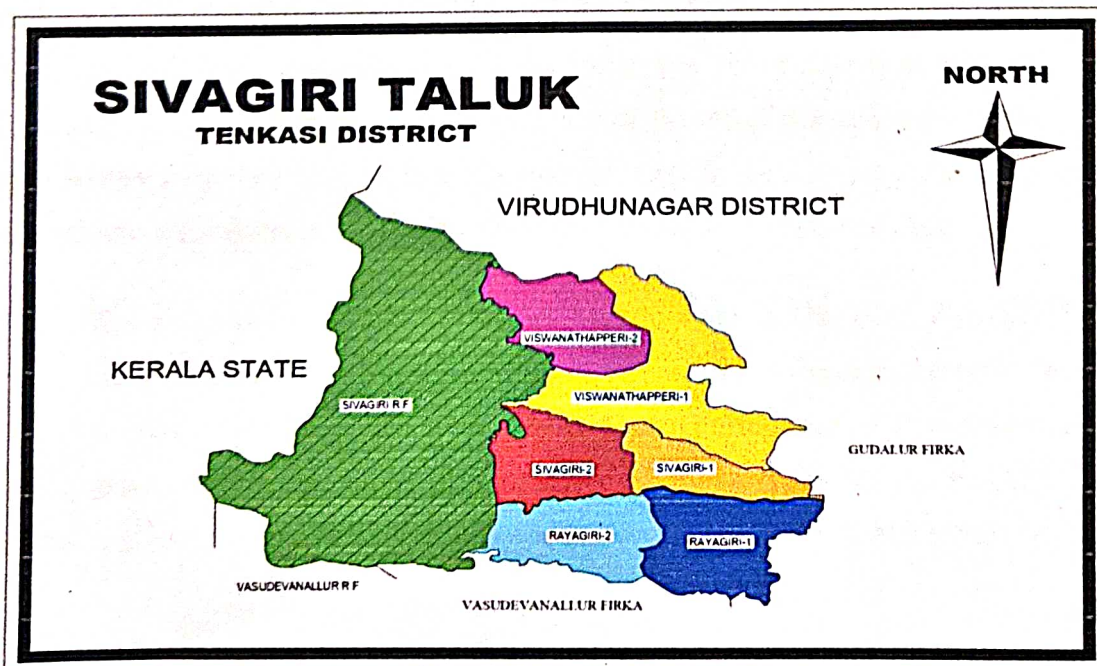 SIVAGIRI TALUK
TENKASI DISTRICT
NORTH
VIRUDHUNAGAR DISTRICT
KERALA STATE
VISWANATHAPPERI-2
VISWANATHAPPERI-1
SIVAGIRI R F
GUDALUR FIRKA
SIVAGIRI-2
SIVAGIRI-1
RAYAGIRI-2
RAYAGIRI-1
VASUDEVANALLUR R F
VASUDEVANALLUR FIRKA